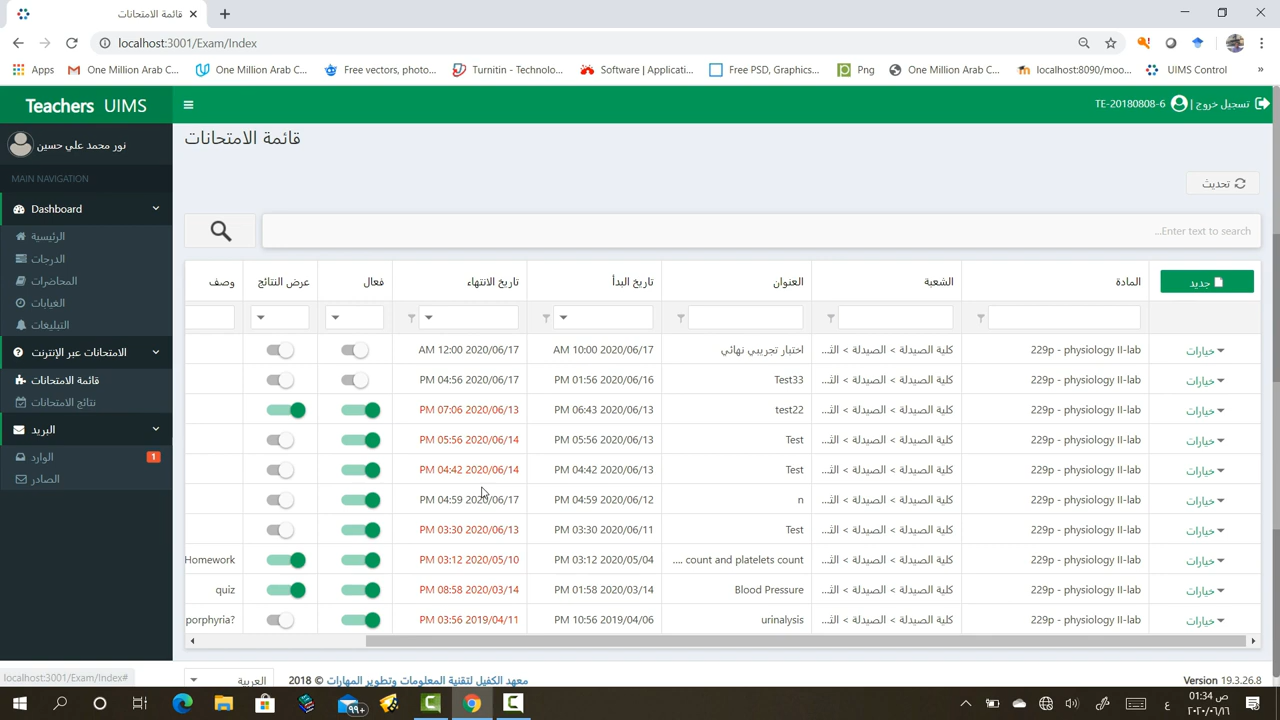 قائمة الامتحانات
localhost:3001/Exam/Index
Apps
One Million Arab C...
One Million Arab C...
Free vectors, photo...
Turnitin - Technolo...
Software | Applicati...
Free PSD, Graphics...
Png
One Million Arab C...
localhost:8090/moo...
UIMS Control
»
Teachers UIMS
TE-20180808-6
تسجيل خروج |
نور محمد علي حسين
MAIN NAVIGATION
Dashboard
الرئيسية
الدرجات
المحاضرات
الغيابات
التبليغات
الامتحانات عبر الإنترنت
قائمة الامتحانات
نتائج الامتحانات
البريد
الوارد
1
الصادر
قائمة الامتحانات
تحديث
Enter text to search...
جديد
المادة
الشعبة
العنوان
تاريخ البدأ
تاريخ الانتهاء
فعال
عرض النتائج
وصف
خيارات
229p - physiology II-lab
كلية الصيدلة > الصيدلة > الث...
اختبار تجريبي نهائي
AM 10:00 2020/06/17
AM 12:00 2020/06/17
خيارات
229p - physiology II-lab
كلية الصيدلة > الصيدلة > الث...
Test33
PM 01:56 2020/06/16
PM 04:56 2020/06/17
خيارات
229p - physiology II-lab
كلية الصيدلة > الصيدلة > الث...
test22
PM 06:43 2020/06/13
PM 07:06 2020/06/13
خيارات
229p - physiology II-lab
كلية الصيدلة > الصيدلة > الث...
Test
PM 05:56 2020/06/13
PM 05:56 2020/06/14
خيارات
229p - physiology II-lab
كلية الصيدلة > الصيدلة > الث...
Test
PM 04:42 2020/06/13
PM 04:42 2020/06/14
خيارات
229p - physiology II-lab
كلية الصيدلة > الصيدلة > الث...
n
PM 04:59 2020/06/12
PM 04:59 2020/06/17
خيارات
229p - physiology II-lab
كلية الصيدلة > الصيدلة > الث...
Test
PM 03:30 2020/06/11
PM 03:30 2020/06/13
خيارات
229p - physiology II-lab
كلية الصيدلة > الصيدلة > الث...
count and platelets count ....
PM 03:12 2020/05/04
PM 03:12 2020/05/10
Homework
خيارات
229p - physiology II-lab
كلية الصيدلة > الصيدلة > الث...
Blood Pressure
PM 01:58 2020/03/14
PM 08:58 2020/03/14
quiz
خيارات
229p - physiology II-lab
كلية الصيدلة > الصيدلة > الث...
urinalysis
PM 10:56 2019/04/06
PM 03:56 2019/04/11
porphyria?
localhost:3001/Exam/Index#
العربية
معهد الكفيل لتقنية المعلومات وتطوير المهارات © 2018
Version 19.3.26.8
99+
ع
01:34 ص
٢٠٢٠/٠٦/١٦